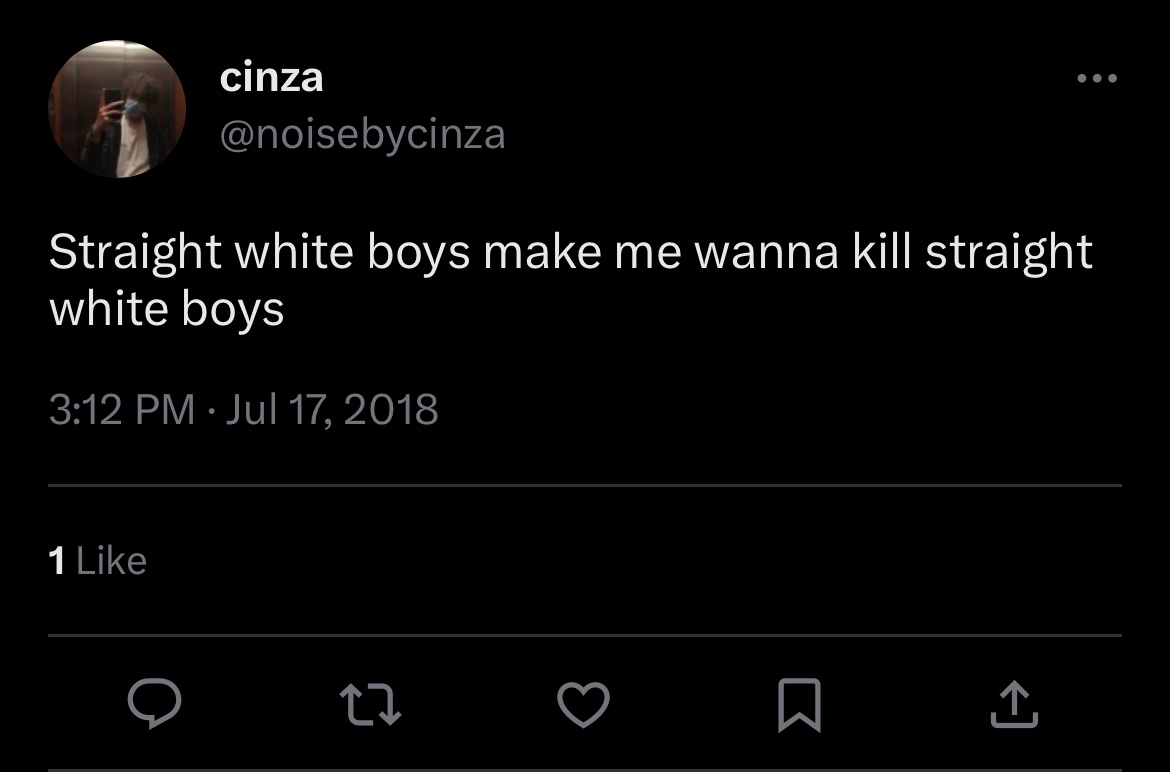 cinza
@noisebycinza
Straight white boys make me wanna kill straight
white boys
3:12 PM · Jul 17, 2018
1 Like